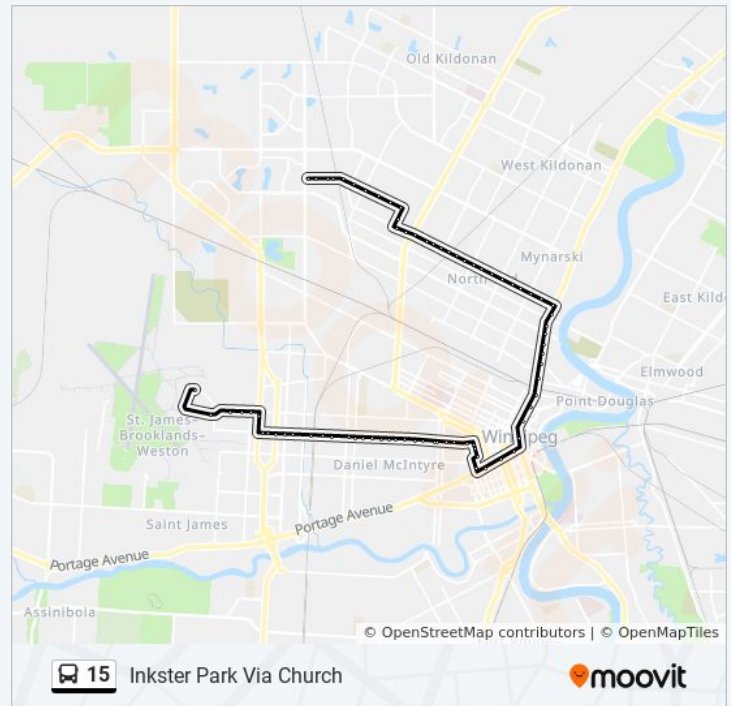 Old Kildonan
West Kildonan
Mynarski
North
East Kild
Elmwood
Point Douglas
St. James-
Brooklands-
Weston
Winnipeg
Daniel McIntyre
Saint James
Portage Avenue
Portage Avenue
Assiniboia
© OpenStreetMap contributors | © OpenMapTiles
15 Inkster Park Via Church
moovit